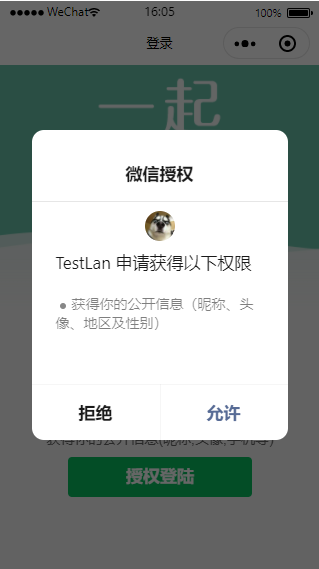 WeChat 16:05 100%
登录
一起
微信授权
TestLan 申请获得以下权限
• 获得你的公开信息（昵称、头
像、地区及性别）
拒绝 允许
获得你的公开信息(昵称,头像,手机等)
授权登陆